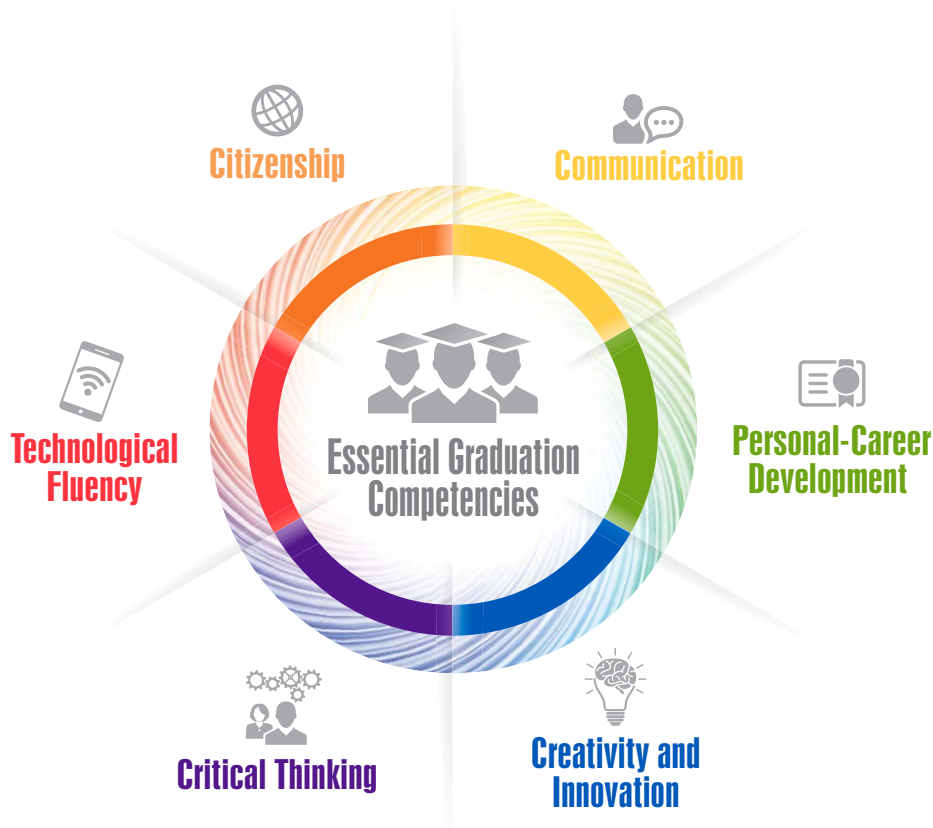 Citizenship
Communication
Technological
Fluency
Essential Graduation
Competencies
Personal-Career
Development
Critical Thinking
Creativity and
Innovation